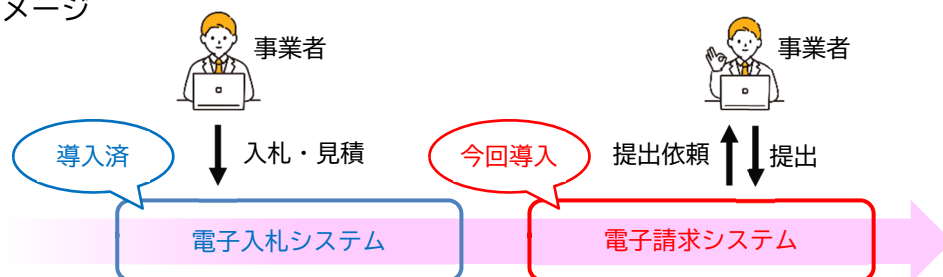 メージ
事業者
事業者
導入済
入札・見積
今回導入
提出依頼
提出
電子入札システム
電子請求システム